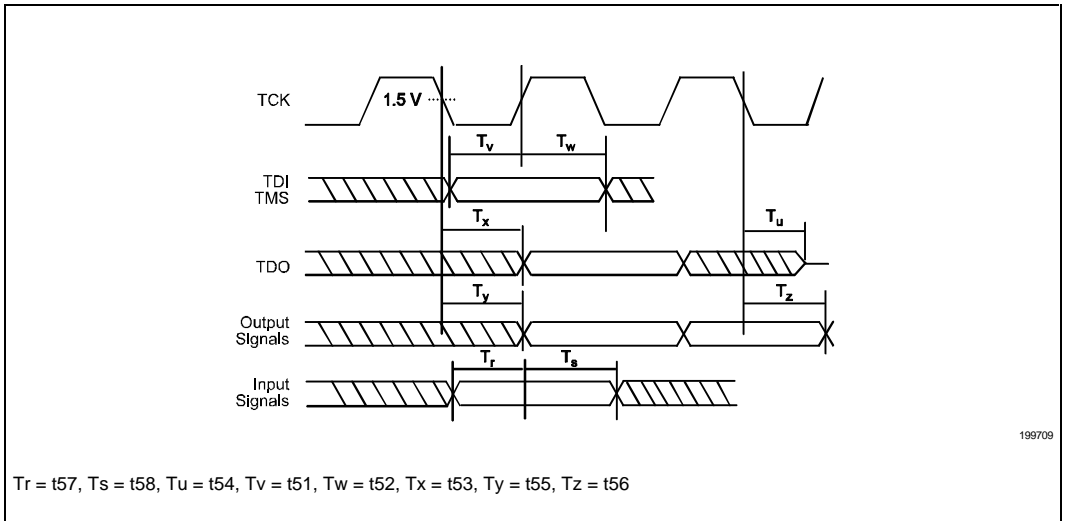 TCK
1.5 V
Tv Tw
TDI
TMS
Tx
Tu
TDO
Ty
Tz
Output
Signals
Tr Ts
Input
Signals
199709
Tr = t57, Ts = t58, Tu = t54, Tv = t51, Tw = t52, Tx = t53, Ty = t55, Tz = t56